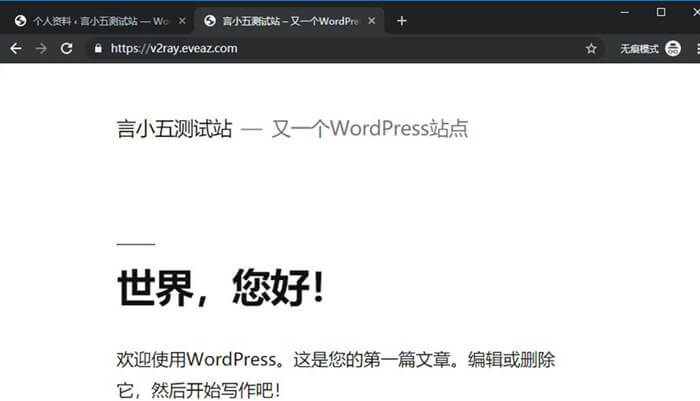 个人资料 ‹ 言小五测试站 — Wor
言小五测试站 – 又一个WordPre
https://v2ray.eveaz.com
无痕模式
言小五测试站 — 又一个WordPress站点
世界，您好！
欢迎使用WordPress。这是您的第一篇文章。编辑或删除
它，然后开始写作吧！